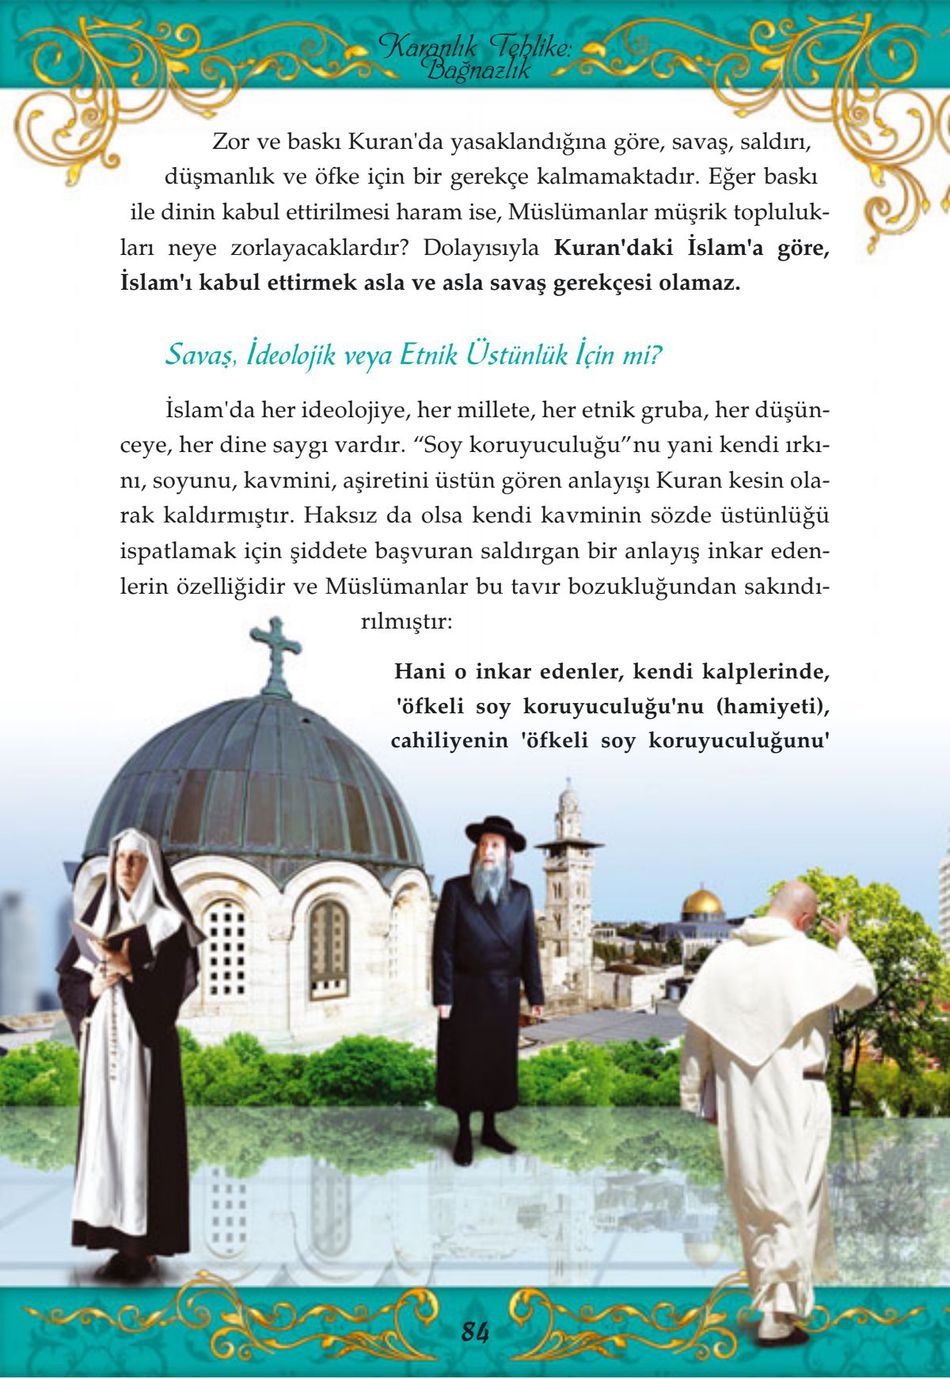 Karanlık Tehlike:
Bağnazlık
Zor ve baskı Kuran'da yasaklandığına göre, savaş, saldırı,
düşmanlık ve öfke için bir gerekçe kalmamaktadır. Eğer baskı
ile dinin kabul ettirilmesi haram ise, Müslümanlar müşrik topluluk-
ları neye zorlayacaklardır? Dolayısıyla Kuran'daki İslam'a göre,
İslam'ı kabul ettirmek asla ve asla savaş gerekçesi olamaz.
Savaş, İdeolojik veya Etnik Üstünlük İçin mi?
İslam'da her ideolojiye, her millete, her etnik gruba, her düşün-
ceye, her dine saygı vardır. “Soy koruyuculuğu”nu yani kendi ırkı-
nı, soyunu, kavmini, aşiretini üstün gören anlayışı Kuran kesin ola-
rak kaldırmıştır. Haksız da olsa kendi kavminin sözde üstünlüğü
ispatlamak için şiddete başvuran saldırgan bir anlayış inkar eden-
lerin özelliğidir ve Müslümanlar bu tavır bozukluğundan sakındı-
rılmıştır:
Hani o inkar edenler, kendi kalplerinde,
'öfkeli soy koruyuculuğu'nu (hamiyeti),
cahiliyenin 'öfkeli soy koruyuculuğunu'
84